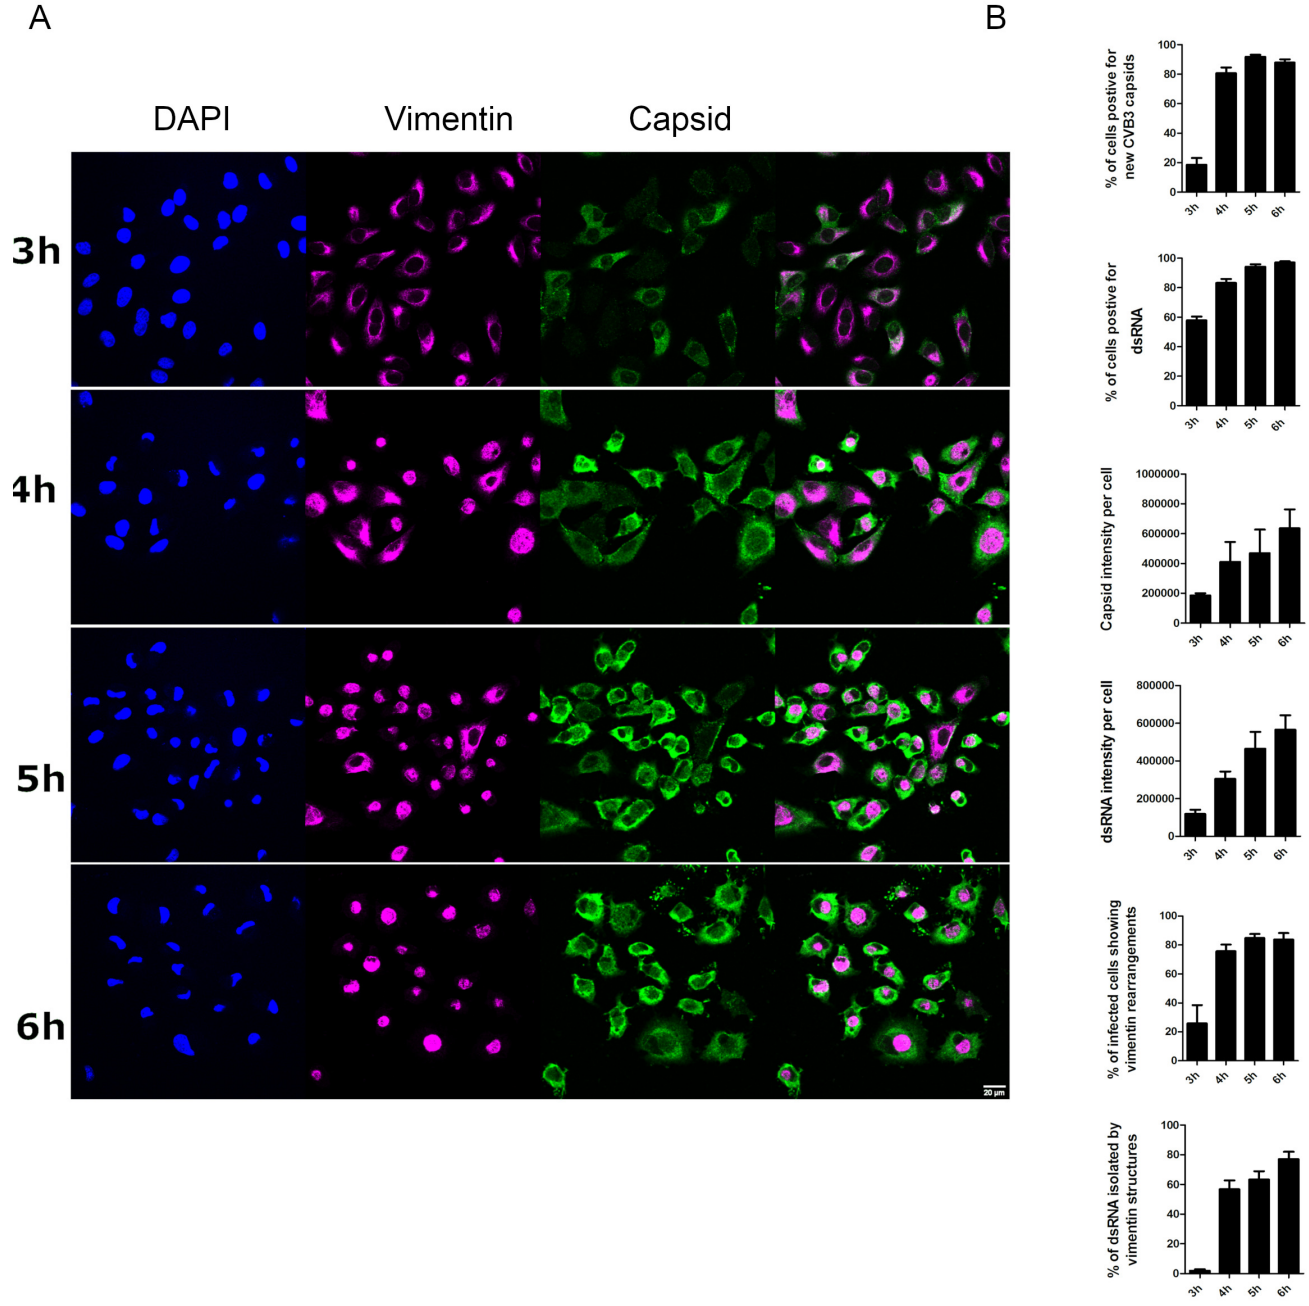 A
B
DAPI
Vimentin
Capsid
3h
4h
5h
6h
20 µm
% of cells postive for
new CVB3 capsids
100
80
60
40
20
0
3h
4h
5h
6h
% of cells postive for
dsRNA
100
80
60
40
20
0
3h
4h
5h
6h
Capsid intensity per cell
1000000
800000
600000
400000
200000
0
3h
4h
5h
6h
dsRNA intensity per cell
800000
600000
400000
200000
0
3h
4h
5h
6h
% of infected cells showing
vimentin rearrangements
100
80
60
40
20
0
3h
4h
5h
6h
% of dsRNA isolated by
vimentin structures
100
80
60
40
20
0
3h
4h
5h
6h